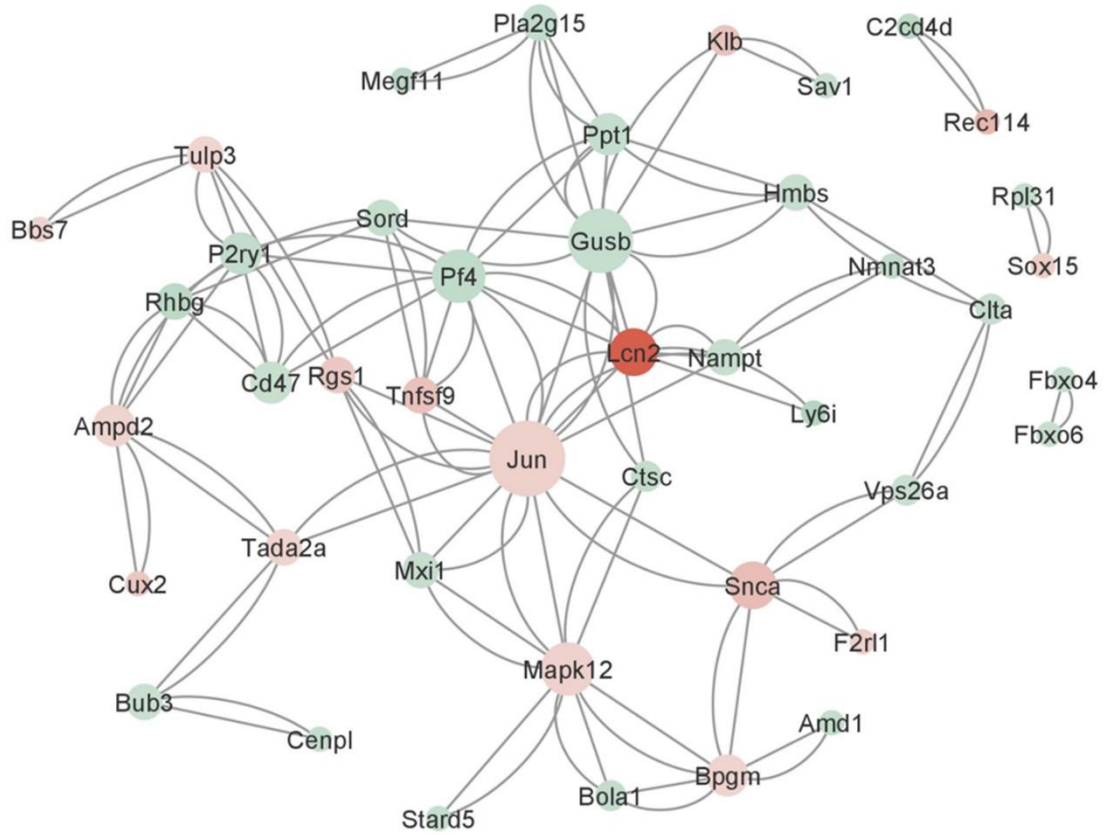 Pla2g15
C2cd4d
Klb
Megf11
Sav1
Rec114
Ppt1
Tulp3
Hmbs
Rpl31
Sord
Bbs7
Gusb
P2ry1
Nmnat3
Sox15
Pf4
Rhbg
Clta
Lcn2
Nampt
Cd47
Rgs1
Fbxo4
Tnfsf9
Ly6i
Ampd2
Fbxo6
Jun
Ctsc
Vps26a
Tada2a
Mxi1
Cux2
Snca
F2rl1
Mapk12
Bub3
Amd1
Cenpl
Bpgm
Bola1
Stard5